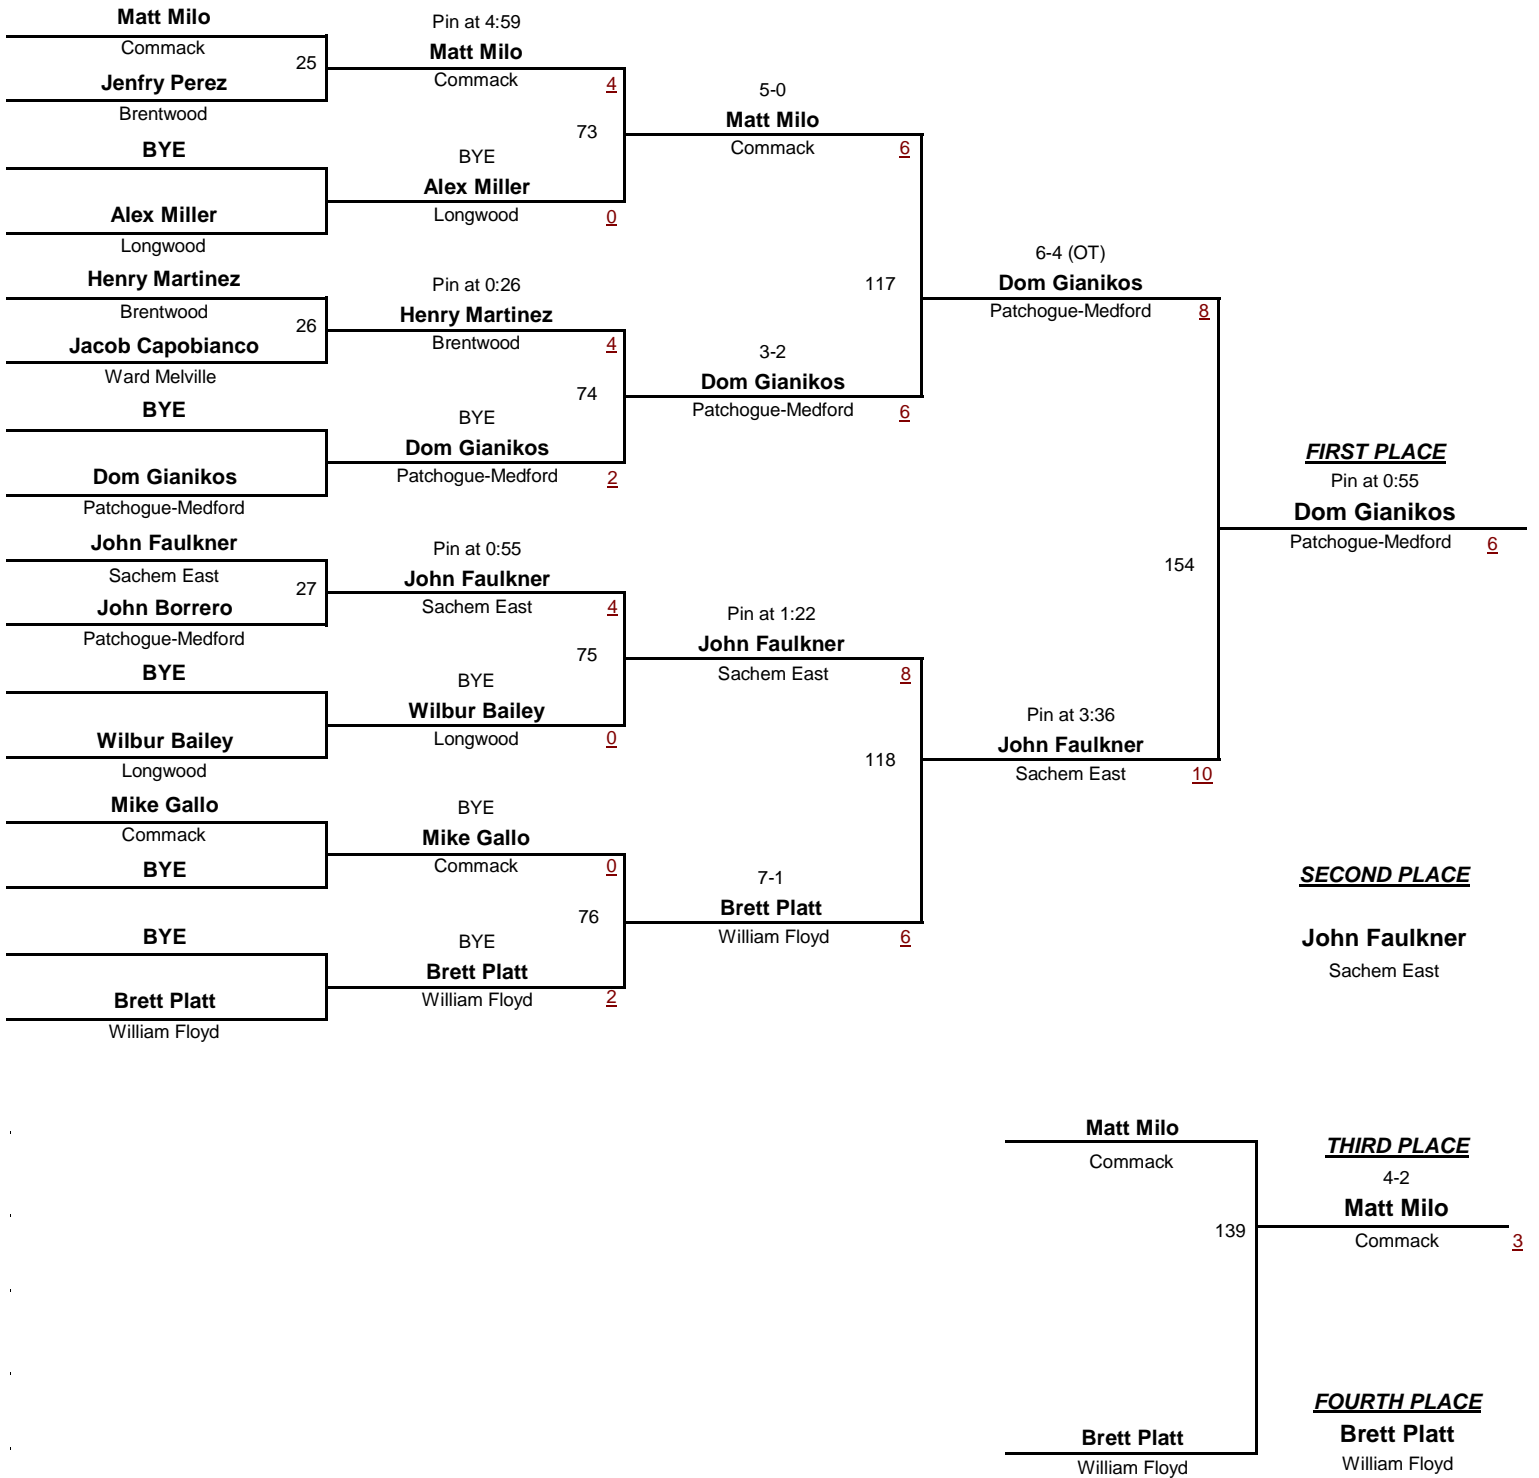 Matt Milo
Commack
25
Jenfry Perez
Brentwood
BYE
Alex Miller
Longwood
Henry Martinez
Brentwood
26
Jacob Capobianco
Ward Melville
BYE
Dom Gianikos
Patchogue-Medford
John Faulkner
Sachem East
27
John Borrero
Patchogue-Medford
BYE
Wilbur Bailey
Longwood
Mike Gallo
Commack
BYE
BYE
Brett Platt
William Floyd
Pin at 4:59
Matt Milo
Commack
4
73
BYE
Alex Miller
Longwood
0
Pin at 0:26
Henry Martinez
Brentwood
4
74
BYE
Dom Gianikos
Patchogue-Medford
2
Pin at 0:55
John Faulkner
Sachem East
4
75
BYE
Wilbur Bailey
Longwood
0
BYE
Mike Gallo
Commack
0
76
BYE
Brett Platt
William Floyd
2
5-0
Matt Milo
Commack
6
117
3-2
Dom Gianikos
Patchogue-Medford
6
Pin at 1:22
John Faulkner
Sachem East
8
118
7-1
Brett Platt
William Floyd
6
6-4 (OT)
Dom Gianikos
Patchogue-Medford
8
154
Pin at 3:36
John Faulkner
Sachem East
10
FIRST PLACE
Pin at 0:55
Dom Gianikos
Patchogue-Medford
6
SECOND PLACE
John Faulkner
Sachem East
Matt Milo
Commack
139
Brett Platt
William Floyd
THIRD PLACE
4-2
Matt Milo
Commack
3
FOURTH PLACE
Brett Platt
William Floyd